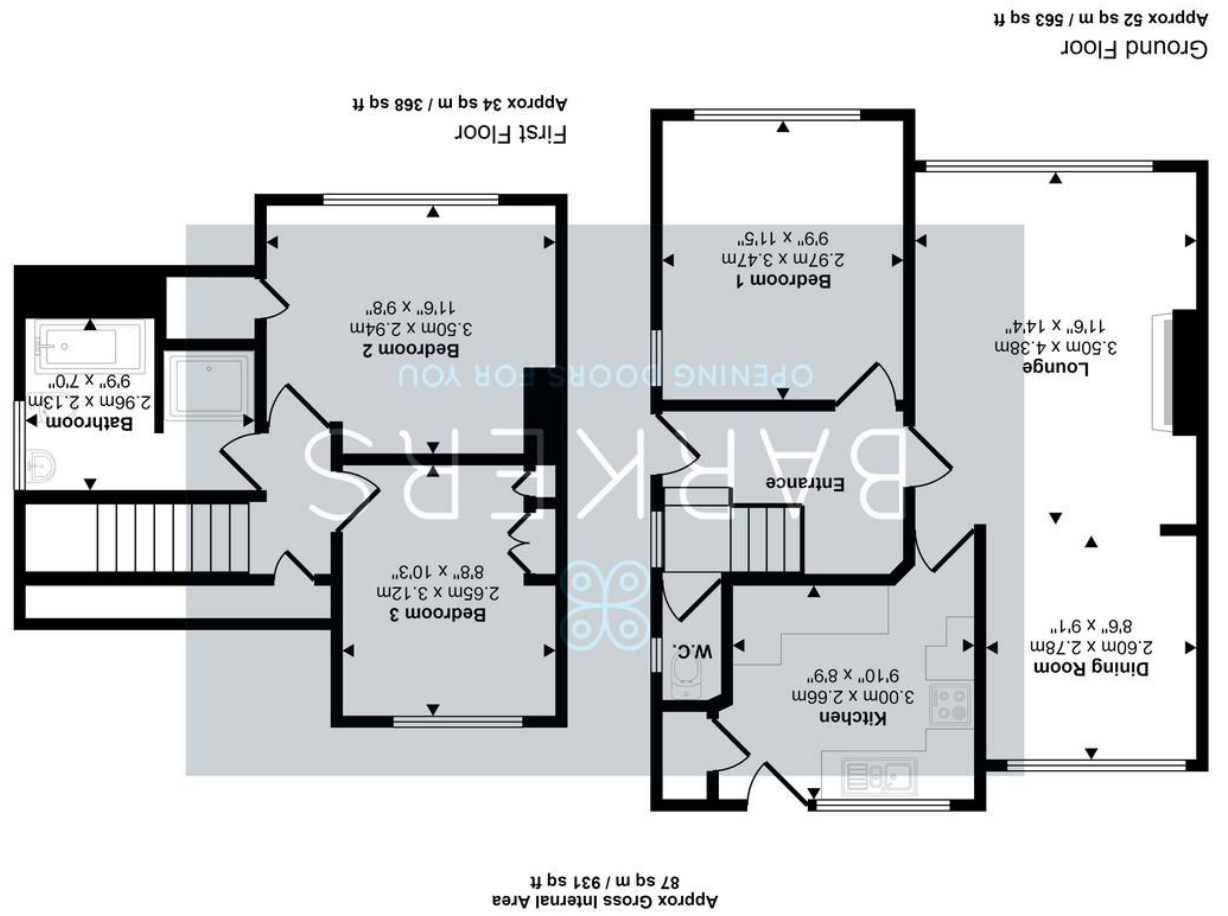 Approx Gross Internal Area
87 sq m / 931 sq ft
Dining Room
2.60m x 2.78m
8'6" x 9'1"
Kitchen
3.00m x 2.66m
9'10" x 8'9"
W.C.
Lounge
3.50m x 4.38m
11'6" x 14'4"
Entrance
Bedroom 1
2.97m x 3.47m
9'9" x 11'5"
Ground Floor
Approx 52 sq m / 563 sq ft
Bedroom 3
2.65m x 3.12m
8'8" x 10'3"
Bedroom 2
3.50m x 2.94m
11'6" x 9'8"
Bathroom
2.96m x 2.13m
9'9" x 7'0"
First Floor
Approx 34 sq m / 368 sq ft
BARKERS
OPENING DOORS FOR YOU